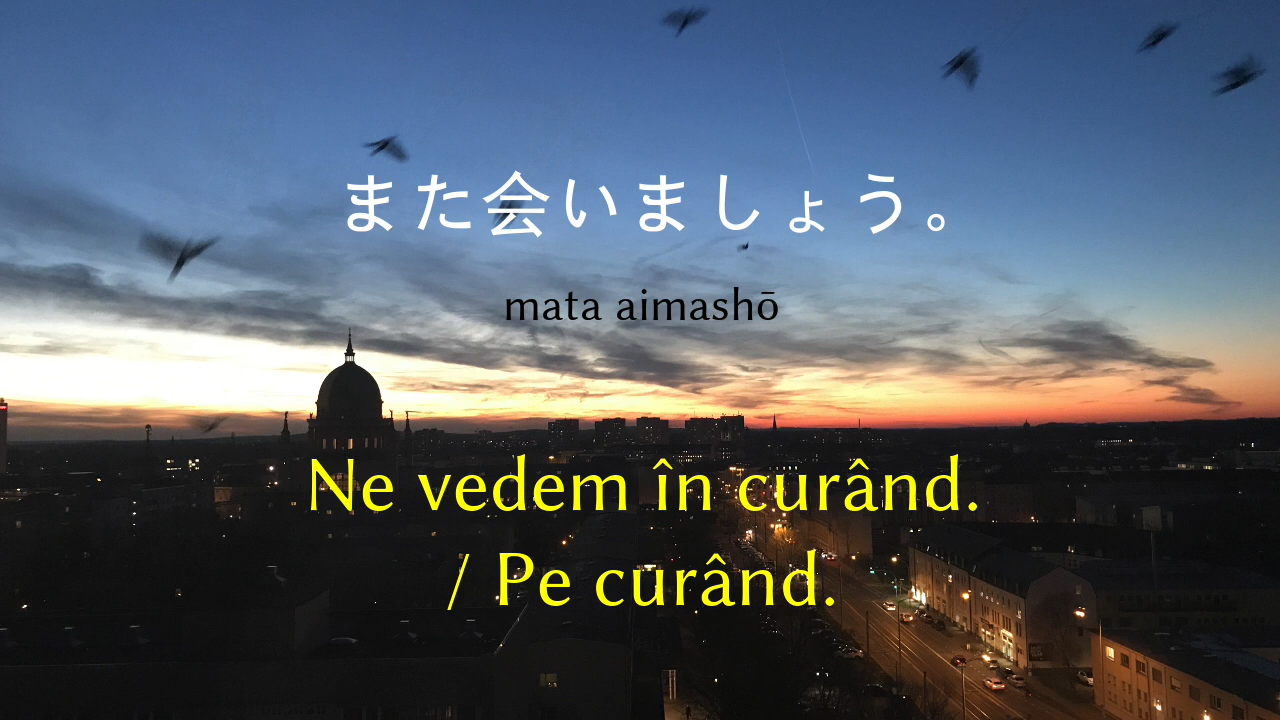 また会いましょう。
mata aimashō
Ne vedem în curând.
/ Pe curând.